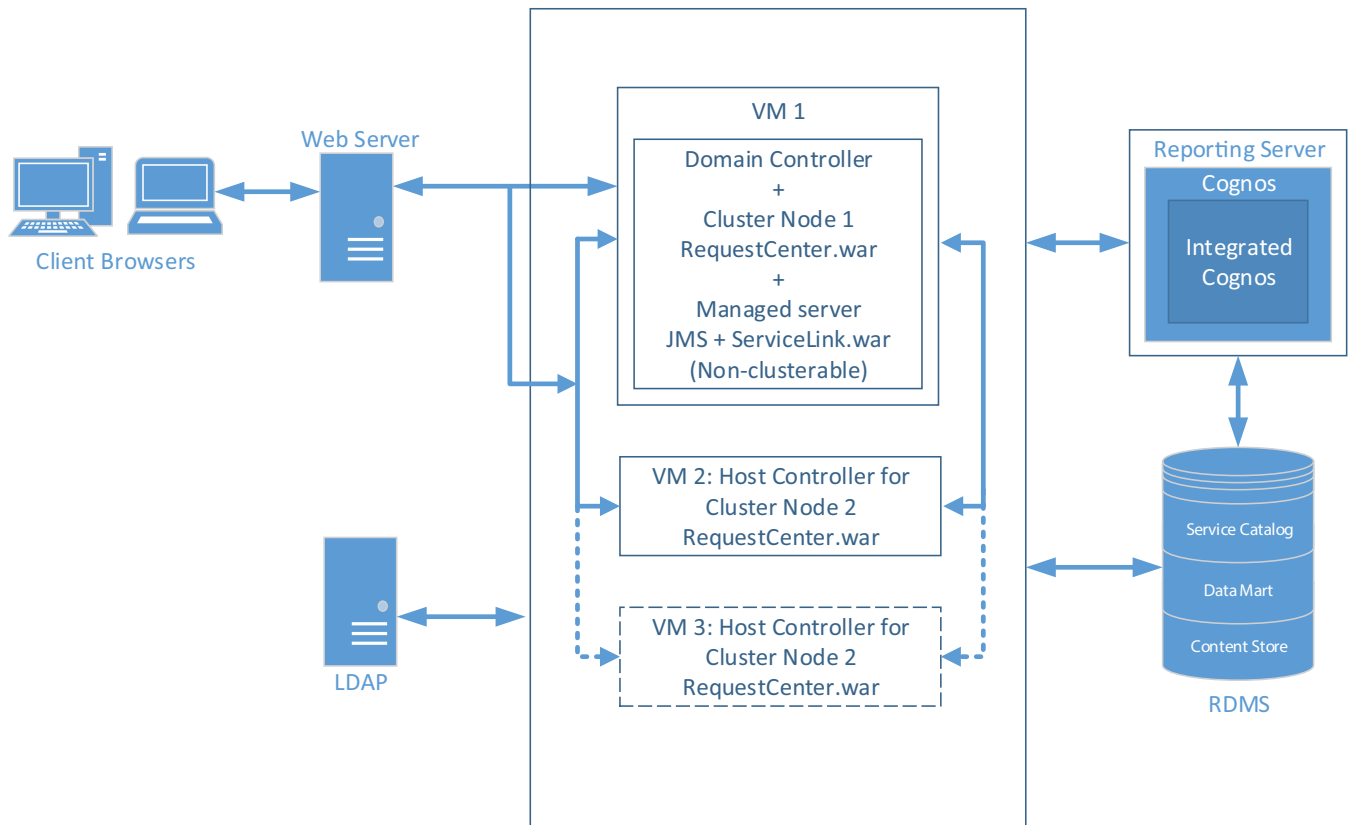 Client Browsers
Web Server
LDAP
VM 1
Domain Controller
+
Cluster Node 1
RequestCenter.war
+
Managed server
JMS + ServiceLink.war
(Non-clusterable)
VM 2: Host Controller for
Cluster Node 2
RequestCenter.war
VM 3: Host Controller for
Cluster Node 2
RequestCenter.war
Reporting Server
Cognos
Integrated
Cognos
Service Catalog
Data Mart
Content Store
RDMS